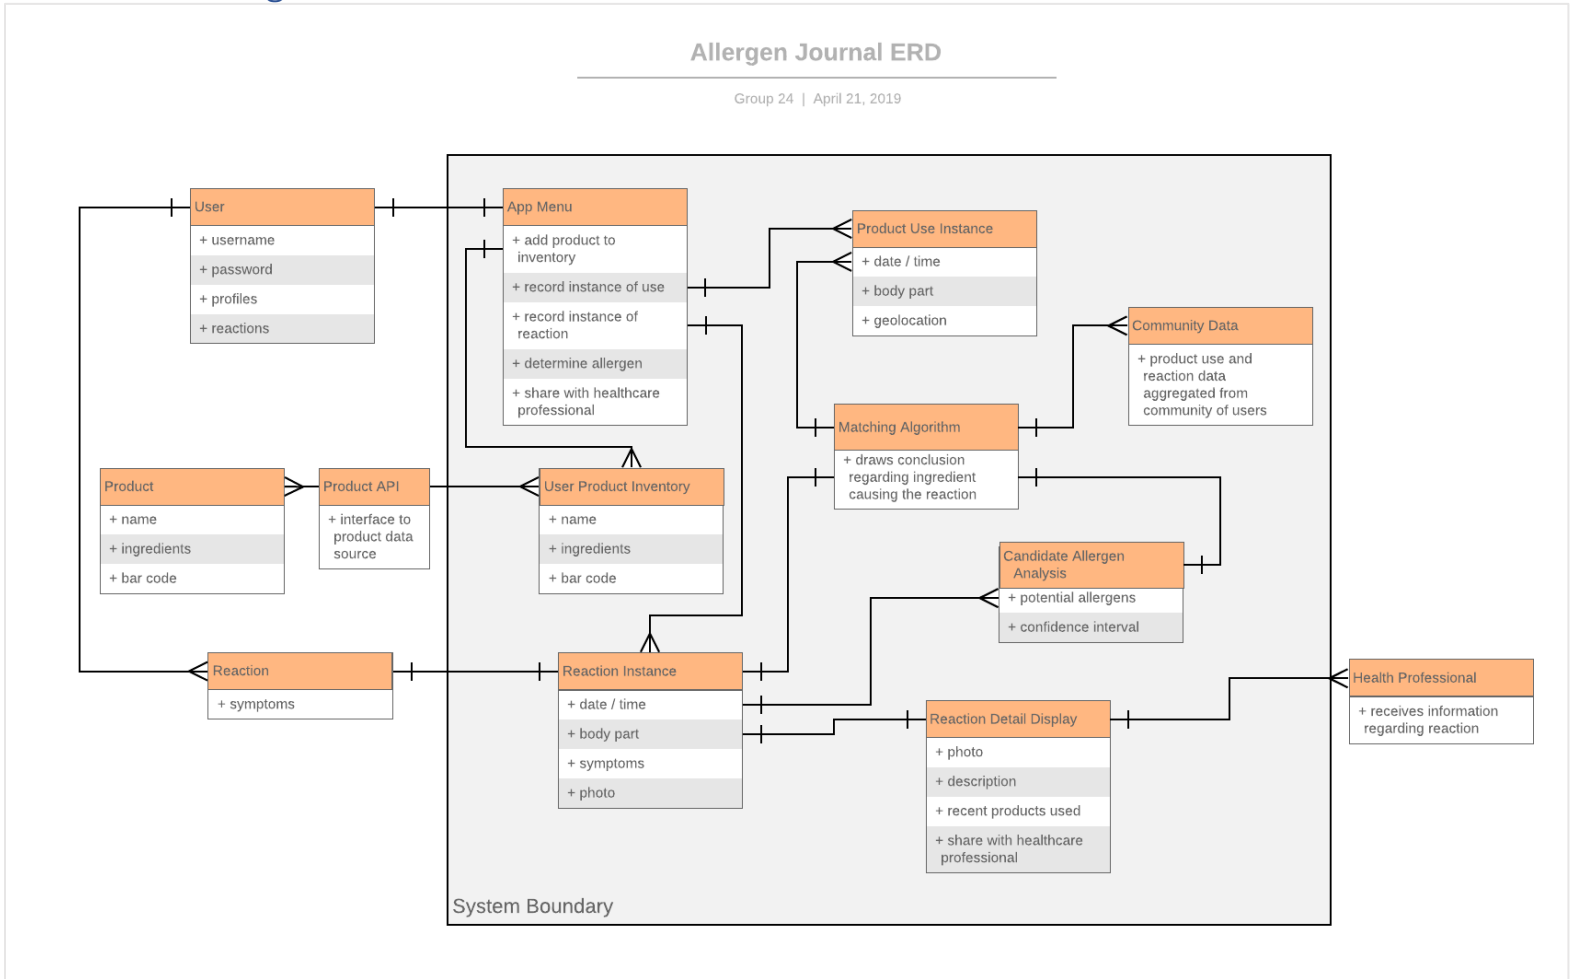 Allergen Journal ERD
Group 24 | April 21, 2019
User
+ username
+ password
+ profiles
+ reactions
App Menu
+ add product to
inventory
+ record instance of use
+ record instance of
reaction
+ determine allergen
+ share with healthcare
professional
Product Use Instance
+ date / time
+ body part
+ geolocation
Community Data
+ product use and
reaction data
aggregated from
community of users
Matching Algorithm
+ draws conclusion
regarding ingredient
causing the reaction
Product
+ name
+ ingredients
+ bar code
Product API
+ interface to
product data
source
User Product Inventory
+ name
+ ingredients
+ bar code
Candidate Allergen
Analysis
+ potential allergens
+ confidence interval
Reaction
+ symptoms
Reaction Instance
+ date / time
+ body part
+ symptoms
+ photo
Reaction Detail Display
+ photo
+ description
+ recent products used
+ share with healthcare
professional
Health Professional
+ receives information
regarding reaction
System Boundary